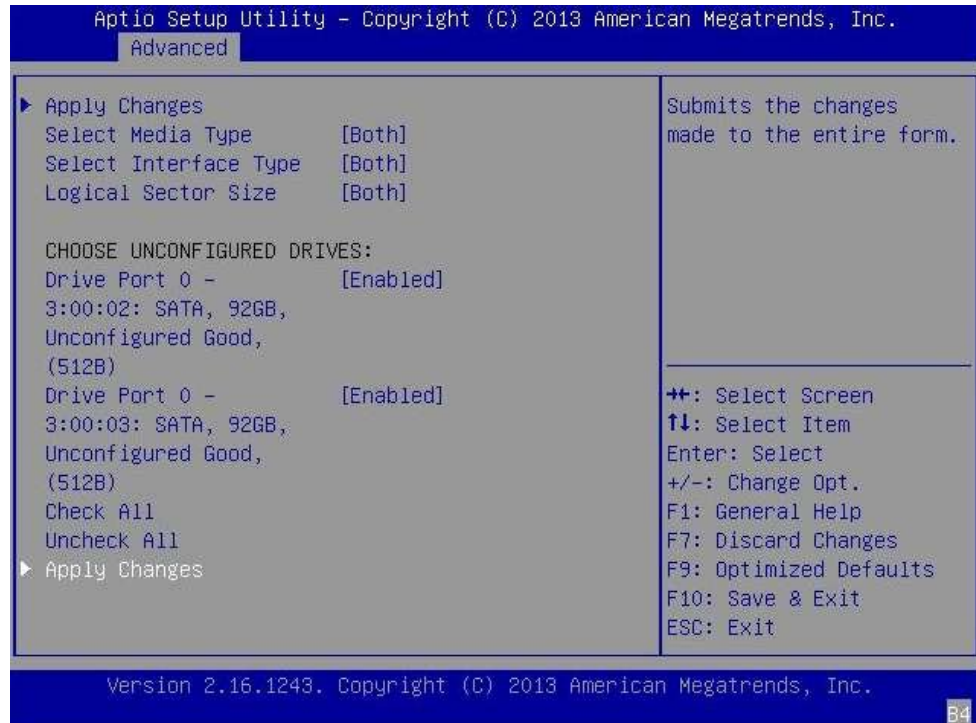 Aptio Setup Utility – Copyright (C) 2013 American Megatrends, Inc.
Advanced
▶ Apply Changes
Select Media Type [Both]
Select Interface Type [Both]
Logical Sector Size [Both]
CHOOSE UNCONFIGURED DRIVES:
Drive Port 0 – [Enabled]
3:00:02: SATA, 92GB,
Unconfigured Good,
(512B)
Drive Port 0 – [Enabled]
3:00:03: SATA, 92GB,
Unconfigured Good,
(512B)
Check All
Uncheck All
▶ Apply Changes
Submits the changes
made to the entire form.
→←: Select Screen
↑↓: Select Item
Enter: Select
+/-: Change Opt.
F1: General Help
F7: Discard Changes
F9: Optimized Defaults
F10: Save & Exit
ESC: Exit
Version 2.16.1243. Copyright (C) 2013 American Megatrends, Inc.
B4